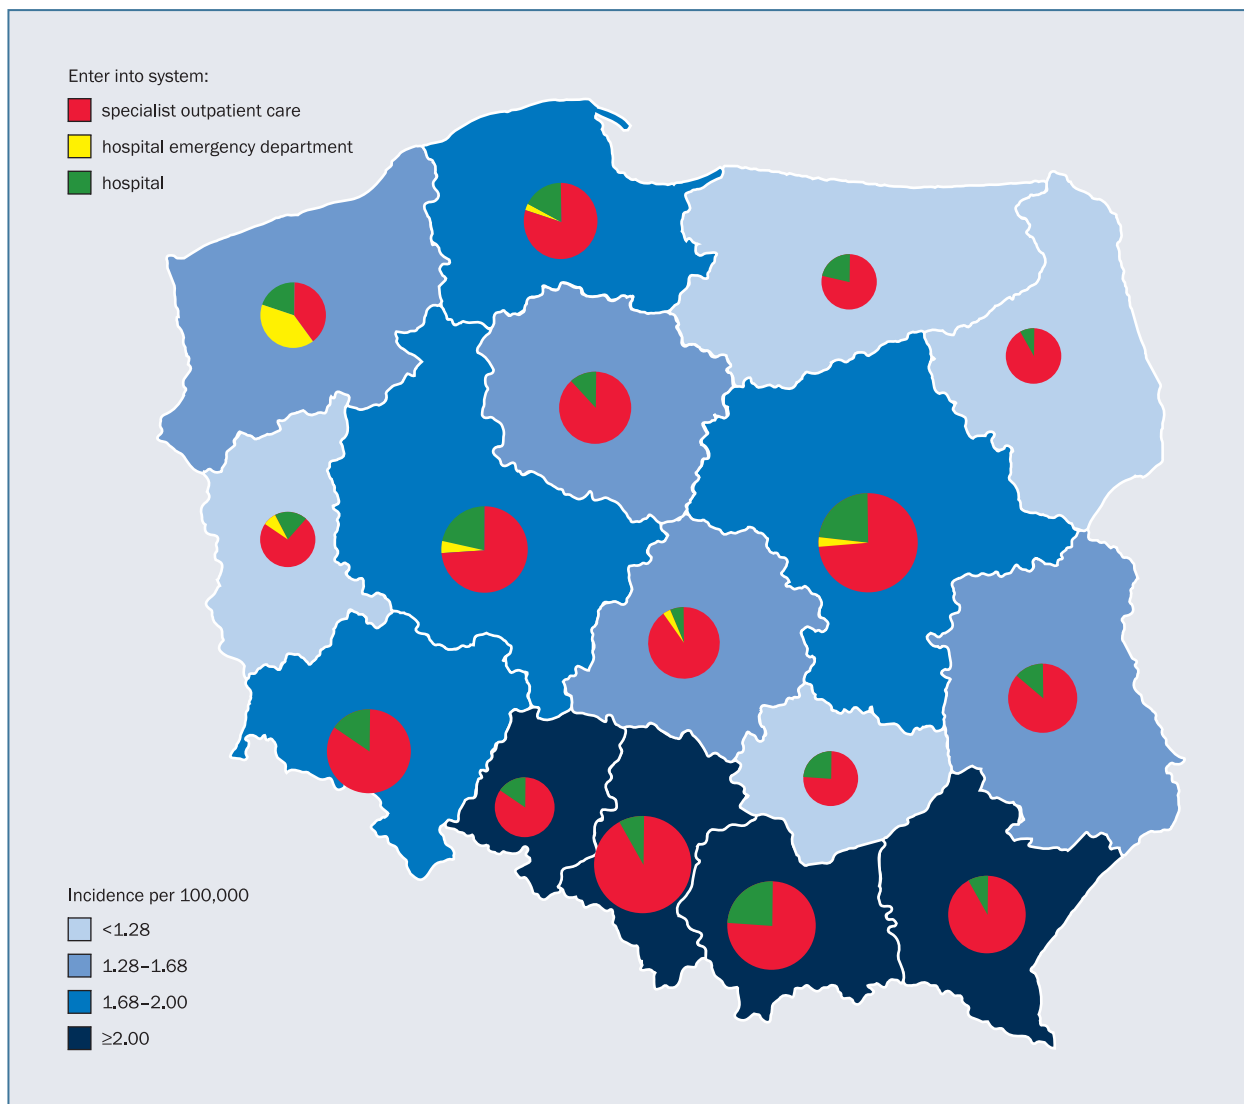 Enter into system:
specialist outpatient care
hospital emergency department
hospital
Incidence per 100,000
<1.28
1.28–1.68
1.68–2.00
≥2.00